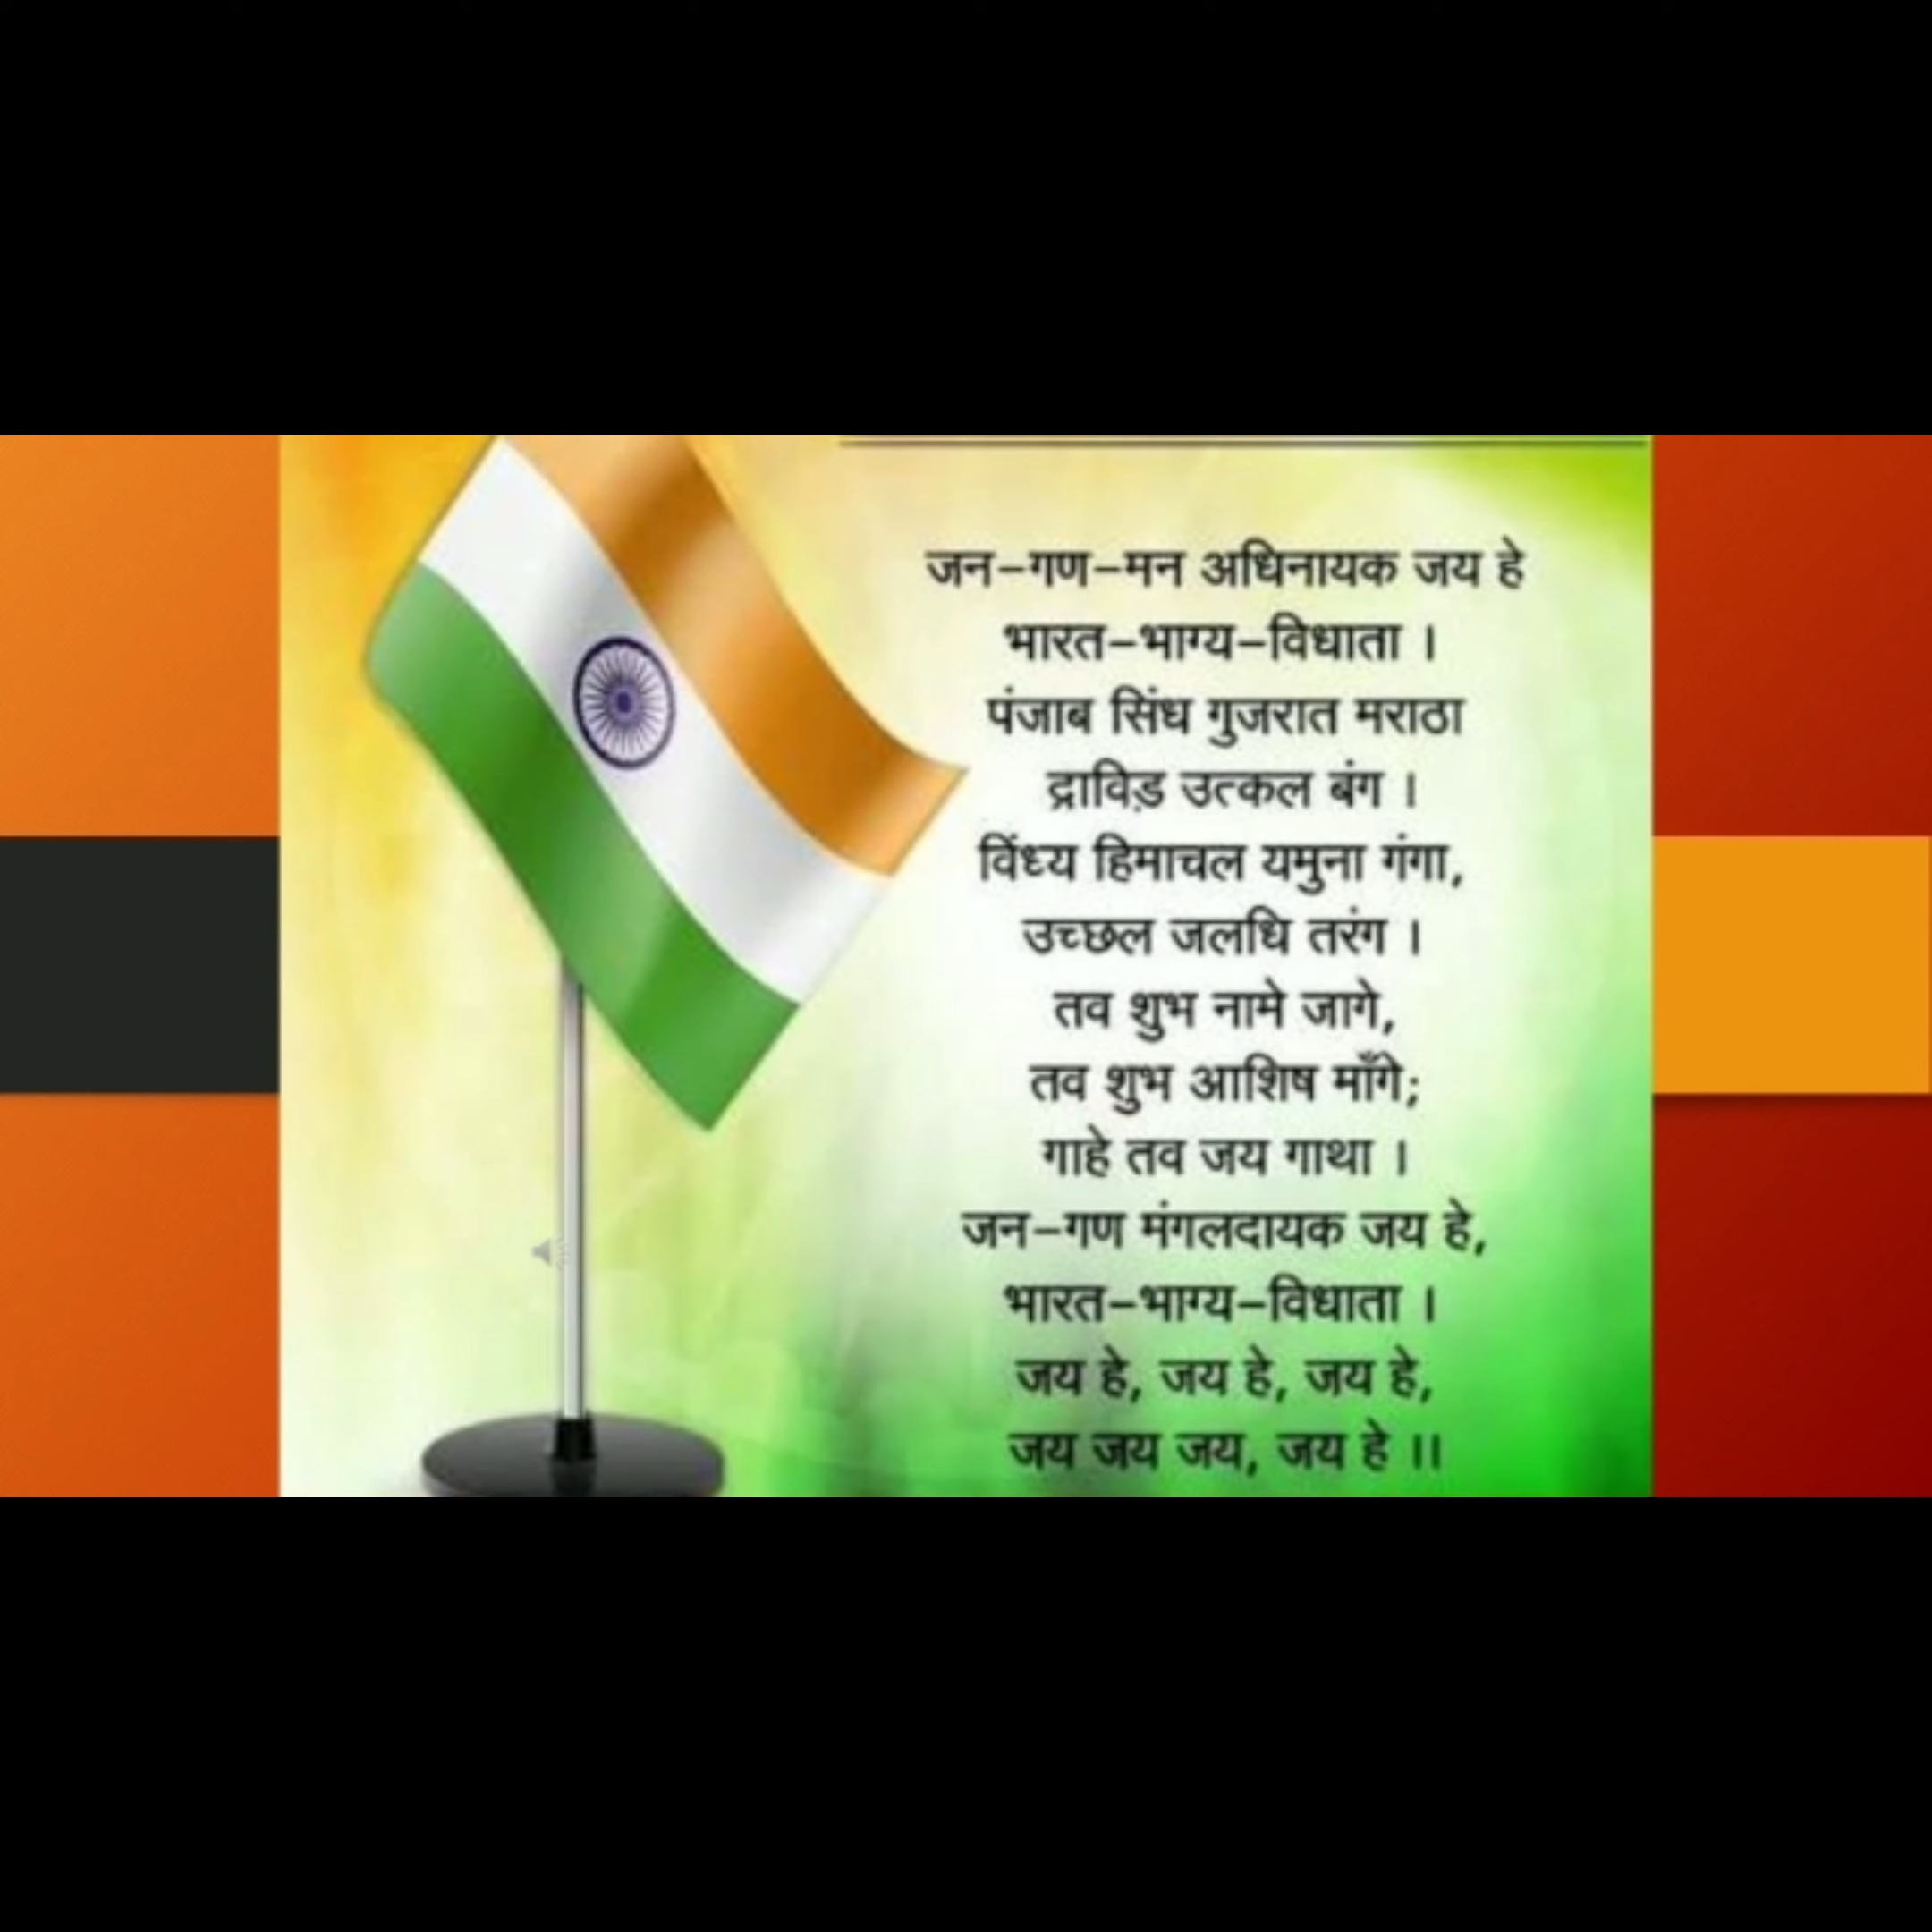 जन-गण-मन अधिनायक जय हे
भारत-भाग्य-विधाता ।
पंजाब सिंध गुजरात मराठा
द्राविड़ उत्कल बंग ।
विंध्य हिमाचल यमुना गंगा,
उच्छल जलधि तरंग ।
तव शुभ नामे जागे,
तव शुभ आशिष माँगे;
गाहे तव जय गाथा ।
जन-गण मंगलदायक जय हे,
भारत-भाग्य-विधाता ।
जय हे, जय हे, जय हे,
जय जय जय, जय हे ।।